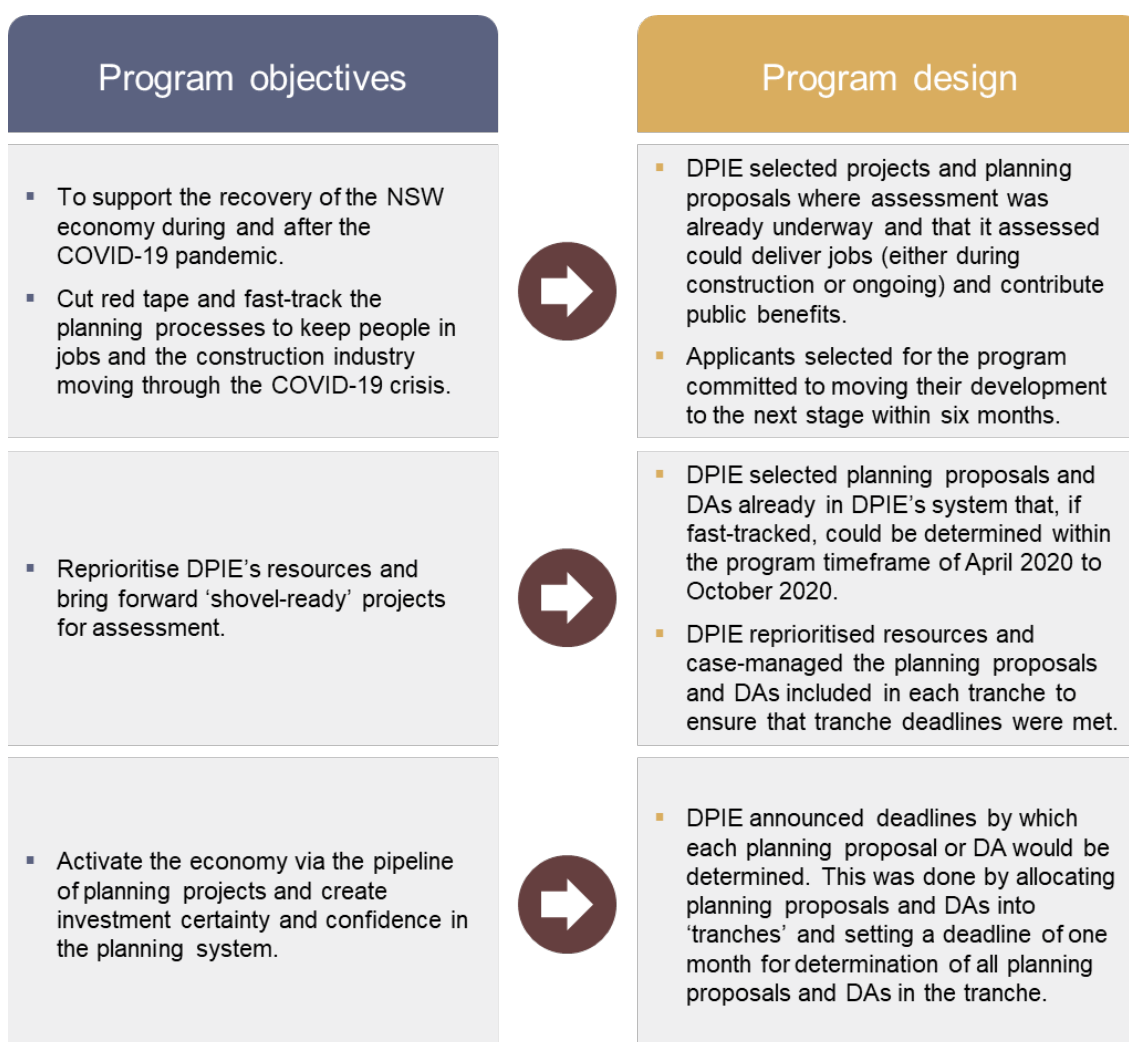 Program objectives
Program design
▪ To support the recovery of the NSW
economy during and after the
COVID-19 pandemic.
▪ Cut red tape and fast-track the
planning processes to keep people in
jobs and the construction industry
moving through the COVID-19 crisis.
▪ DPIE selected projects and planning
proposals where assessment was
already underway and that it assessed
could deliver jobs (either during
construction or ongoing) and contribute
public benefits.
▪ Applicants selected for the program
committed to moving their development
to the next stage within six months.
▪ Reprioritise DPIE’s resources and
bring forward ‘shovel-ready’ projects
for assessment.
▪ DPIE selected planning proposals and
DAs already in DPIE’s system that, if
fast-tracked, could be determined within
the program timeframe of April 2020 to
October 2020.
▪ DPIE reprioritised resources and
case-managed the planning proposals
and DAs included in each tranche to
ensure that tranche deadlines were met.
▪ Activate the economy via the pipeline
of planning projects and create
investment certainty and confidence in
the planning system.
▪ DPIE announced deadlines by which
each planning proposal or DA would be
determined. This was done by allocating
planning proposals and DAs into
‘tranches’ and setting a deadline of one
month for determination of all planning
proposals and DAs in the tranche.